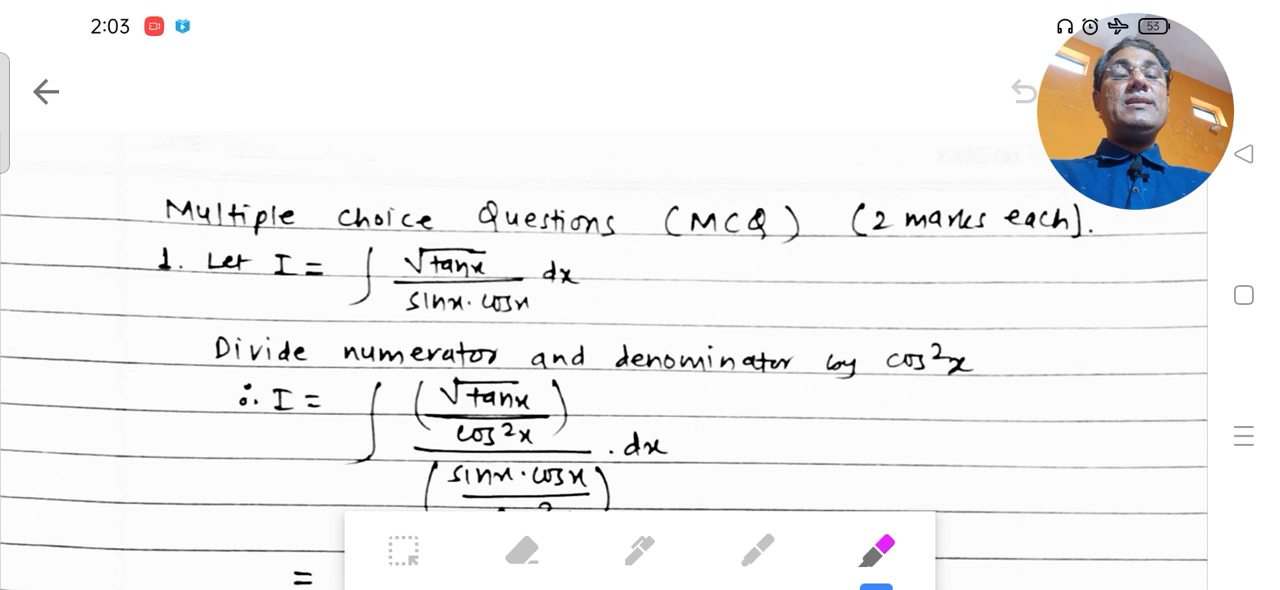 2:03
53
Multiple choice Questions (MCQ) (2 marks each].
1. Let I = ∫ √tanx / sinx·cosx dx
Divide numerator and denominator by cos²x
∴ I = ∫ (√tanx / cos²x) / (sinx·cosx / ) · dx
=